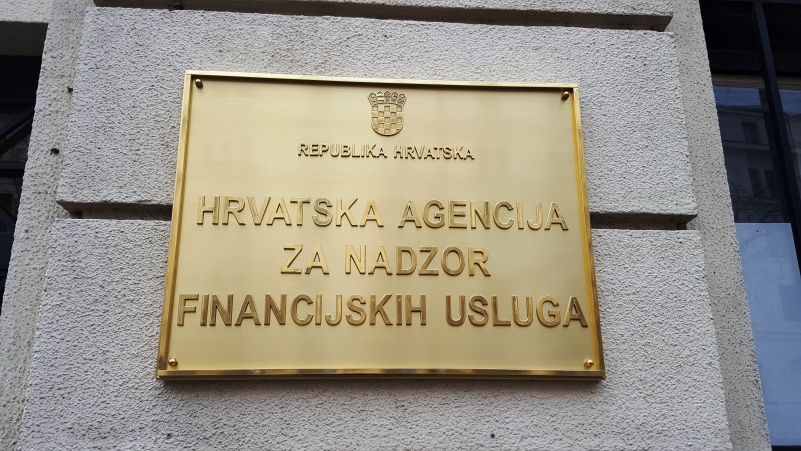 REPUBLIKA HRVATSKA
HRVATSKA AGENCIJA
ZA NADZOR
FINANCIJSKIH USLUGA